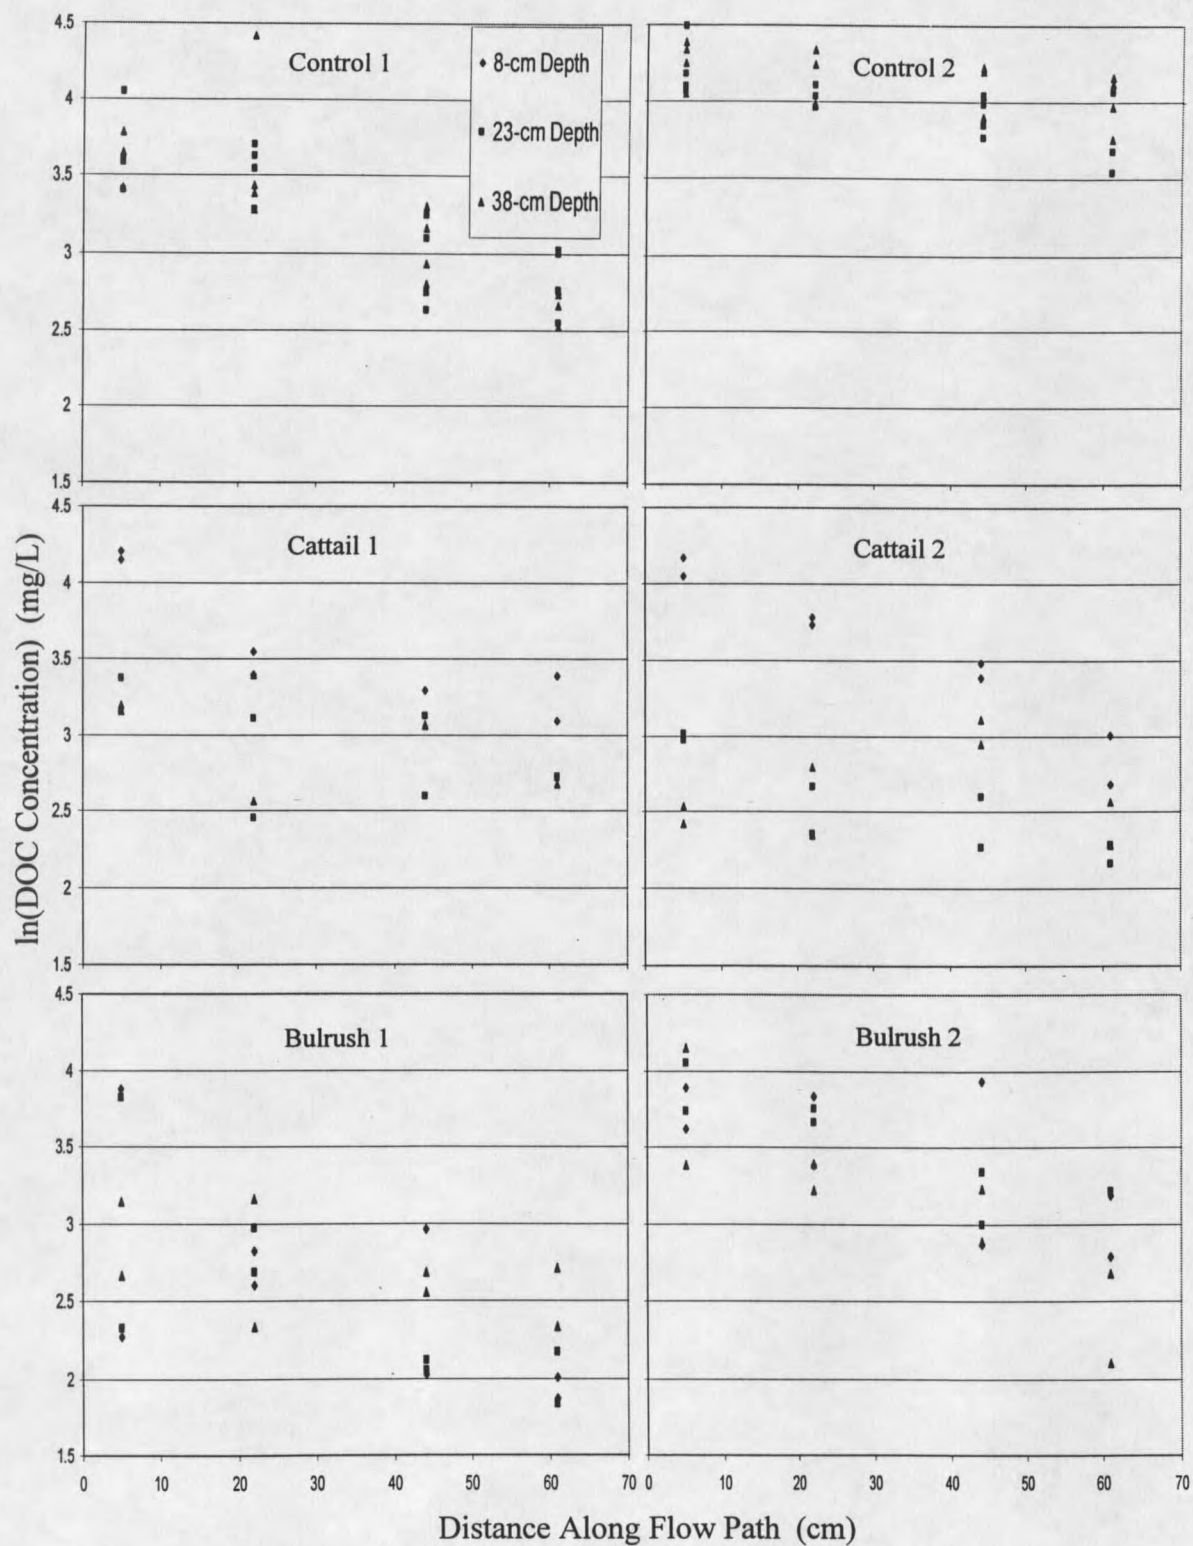 4.5
4
3.5
3
2.5
2
1.5
Control 1
8-cm Depth
23-cm Depth
38-cm Depth
Control 2
4.5
4
3.5
3
2.5
2
1.5
Cattail 1
Cattail 2
ln(DOC Concentration) (mg/L)
4.5
4
3.5
3
2.5
2
1.5
Bulrush 1
Bulrush 2
0 10 20 30 40 50 60 70
0 10 20 30 40 50 60 70
Distance Along Flow Path (cm)